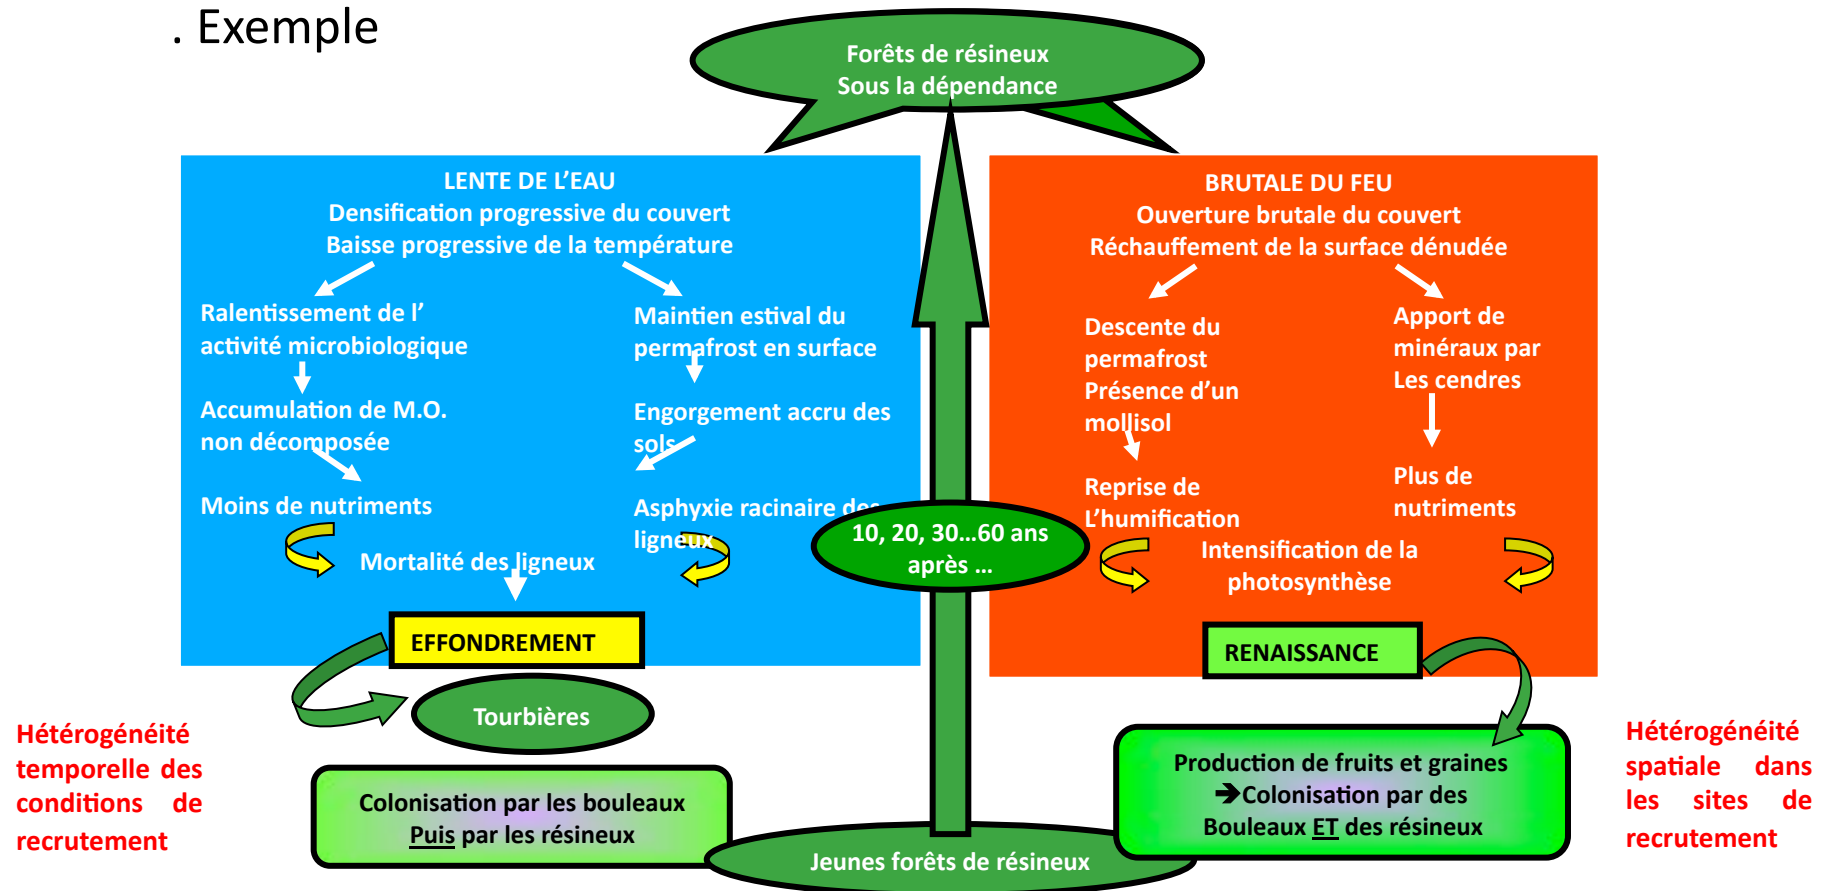 . Exemple
Forêts de résineux
Sous la dépendance
LENTE DE L’EAU
Densification progressive du couvert
Baisse progressive de la température
Ralentissement de l’
activité microbiologique
Accumulation de M.O.
non décomposée
Moins de nutriments
Maintien estival du
permafrost en surface
Engorgement accru des
sols
Asphyxie racinaire des
ligneux
Mortalité des ligneux
EFFONDREMENT
Tourbières
Colonisation par les bouleaux
Puis par les résineux
Hétérogénéité
temporelle des
conditions de
recrutement
10, 20, 30…60 ans
après …
BRUTALE DU FEU
Ouverture brutale du couvert
Réchauffement de la surface dénudée
Descente du
permafrost
Présence d’un
mollisol
Reprise de
L’humification
Apport de
minéraux par
Les cendres
Plus de
nutriments
Intensification de la
photosynthèse
RENAISSANCE
Production de fruits et graines
➔Colonisation par des
Bouleaux ET des résineux
Hétérogénéité
spatiale dans
les sites de
recrutement
Jeunes forêts de résineux